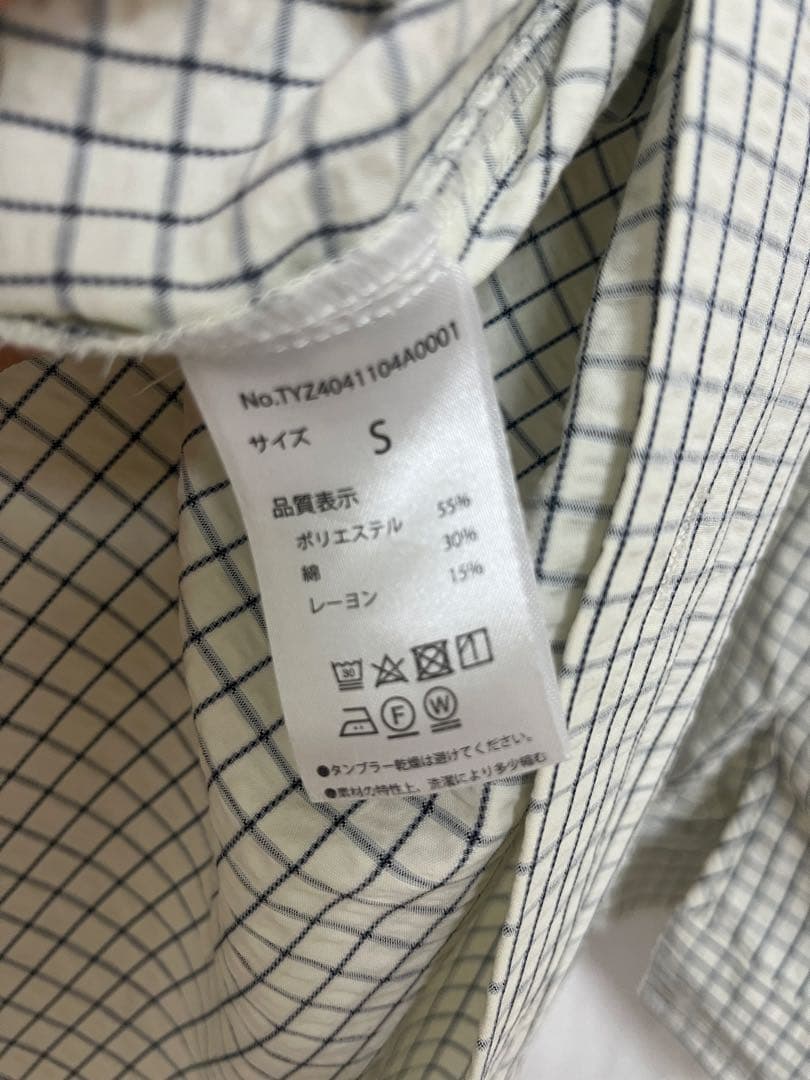 No.TYZ4041104A0001
サイズ S
品質表示
ポリエステル 55%
綿 30%
レーヨン 15%
30
F W
●タンブラー乾燥は避けてください。
●素材の特性上、洗濯により多少縮む